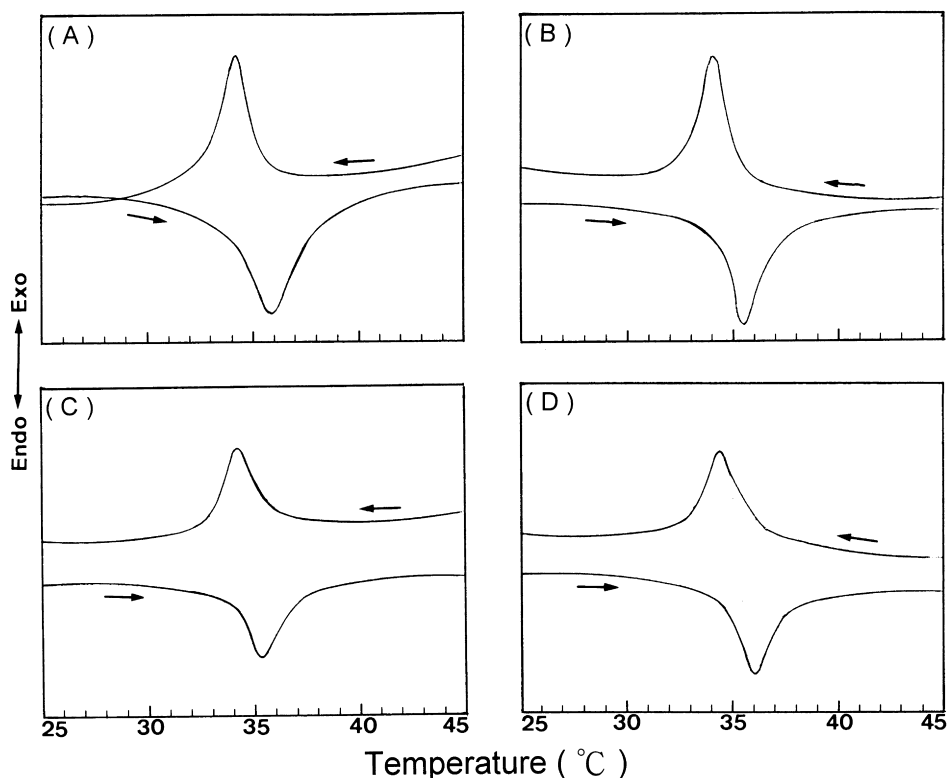 ( A )
( B )
Endo
Exo
( C )
( D )
25 30 35 40 45
25 30 35 40 45
Temperature ( ℃ )